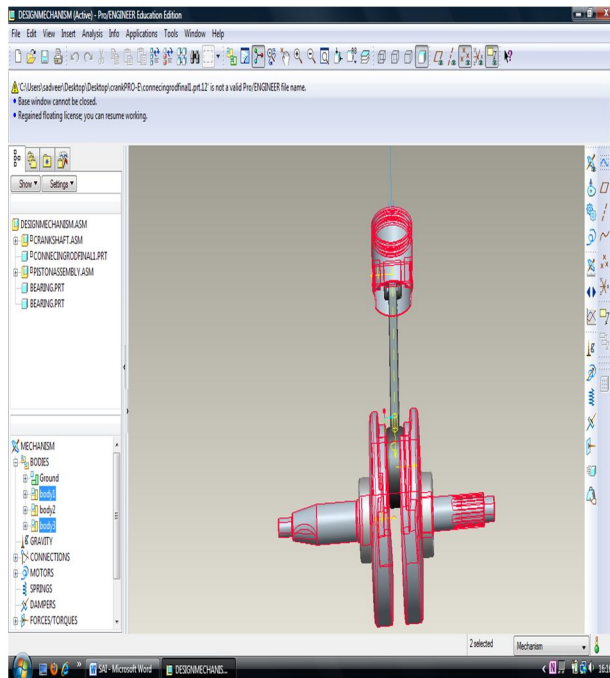 DESIGNMECHANISM (Active) - Pro/ENGINEER Education Edition
File Edit View Insert Analysis Info Applications Tools Window Help
C:\Users\sadveer\Desktop\Desktop\crankPRO-E\connecingrodfinal1.prt.12' is not a valid Pro/ENGINEER file name.
• Base window cannot be closed.
• Regained floating license; you can resume working.
Show Settings
DESIGNMECHANISM.ASM
CRANKSHAFT.ASM
CONNECINGRODFINAL1.PRT
PISTONASSEMBLY.ASM
BEARING.PRT
BEARING.PRT
MECHANISM
BODIES
Ground
body1
body2
body3
GRAVITY
CONNECTIONS
MOTORS
SPRINGS
DAMPERS
FORCES/TORQUES
2 selected Mechanism
SAI - Microsoft Word DESIGNMECHANIS...